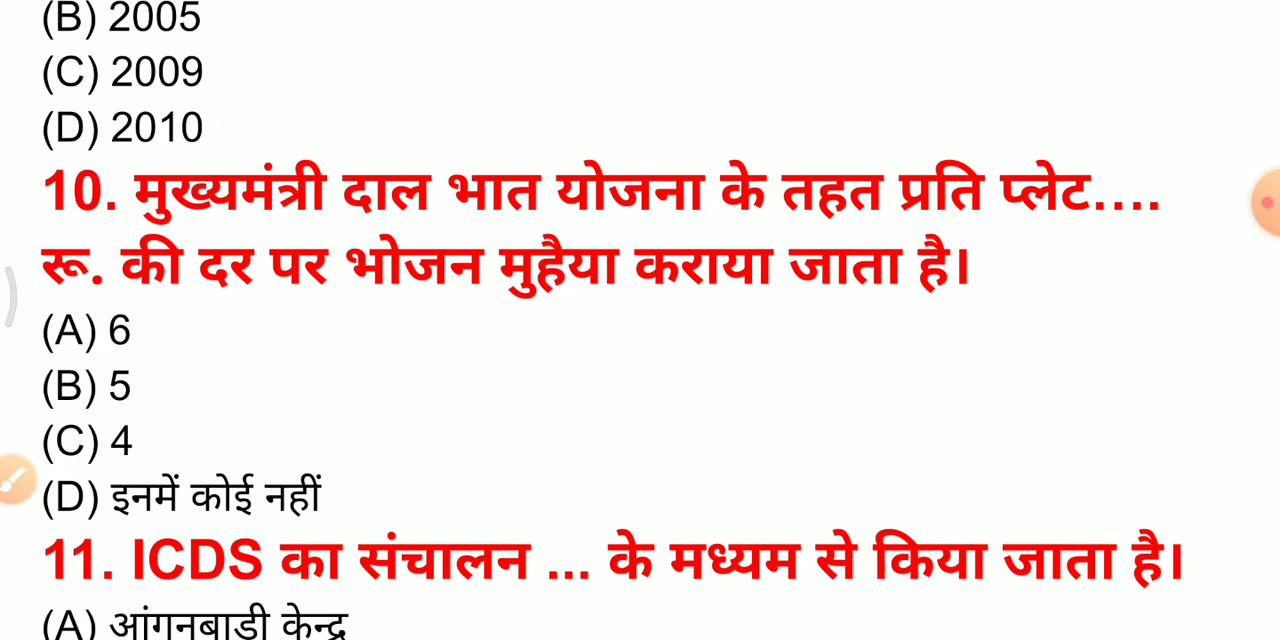 (B) 2005
(C) 2009
(D) 2010
10. मुख्यमंत्री दाल भात योजना के तहत प्रति प्लेट....
रू. की दर पर भोजन मुहैया कराया जाता है।
(A) 6
(B) 5
(C) 4
(D) इनमें कोई नहीं
11. ICDS का संचालन ... के मध्यम से किया जाता है।
(A) आंगनबाडी केन्द्र